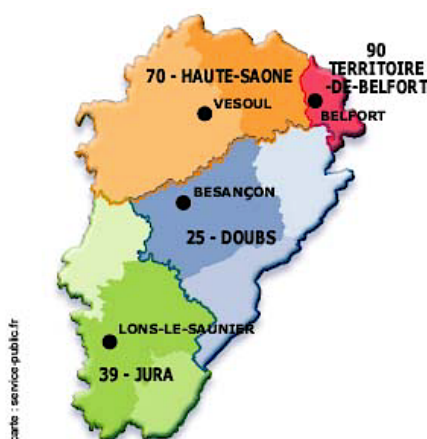 90
TERRITOIRE
-DE-BELFORT
70 - HAUTE-SAONE
VESOUL
BELFORT
BESANÇON
25 - DOUBS
LONS-LE-SAUNIER
39 - JURA
carte : service-public.fr